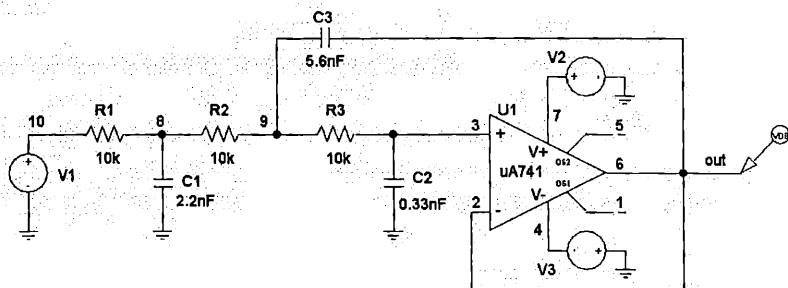 C3
5.6nF
V2
+ -
10 R1 8 R2 9 R3 3 U1 7 5
10k 10k 10k
+ V+ OS2
+ V1 C1 2.2nF C2 0.33nF uA741 6 out VDB
2 - V- OS1 1
4
V3 - +